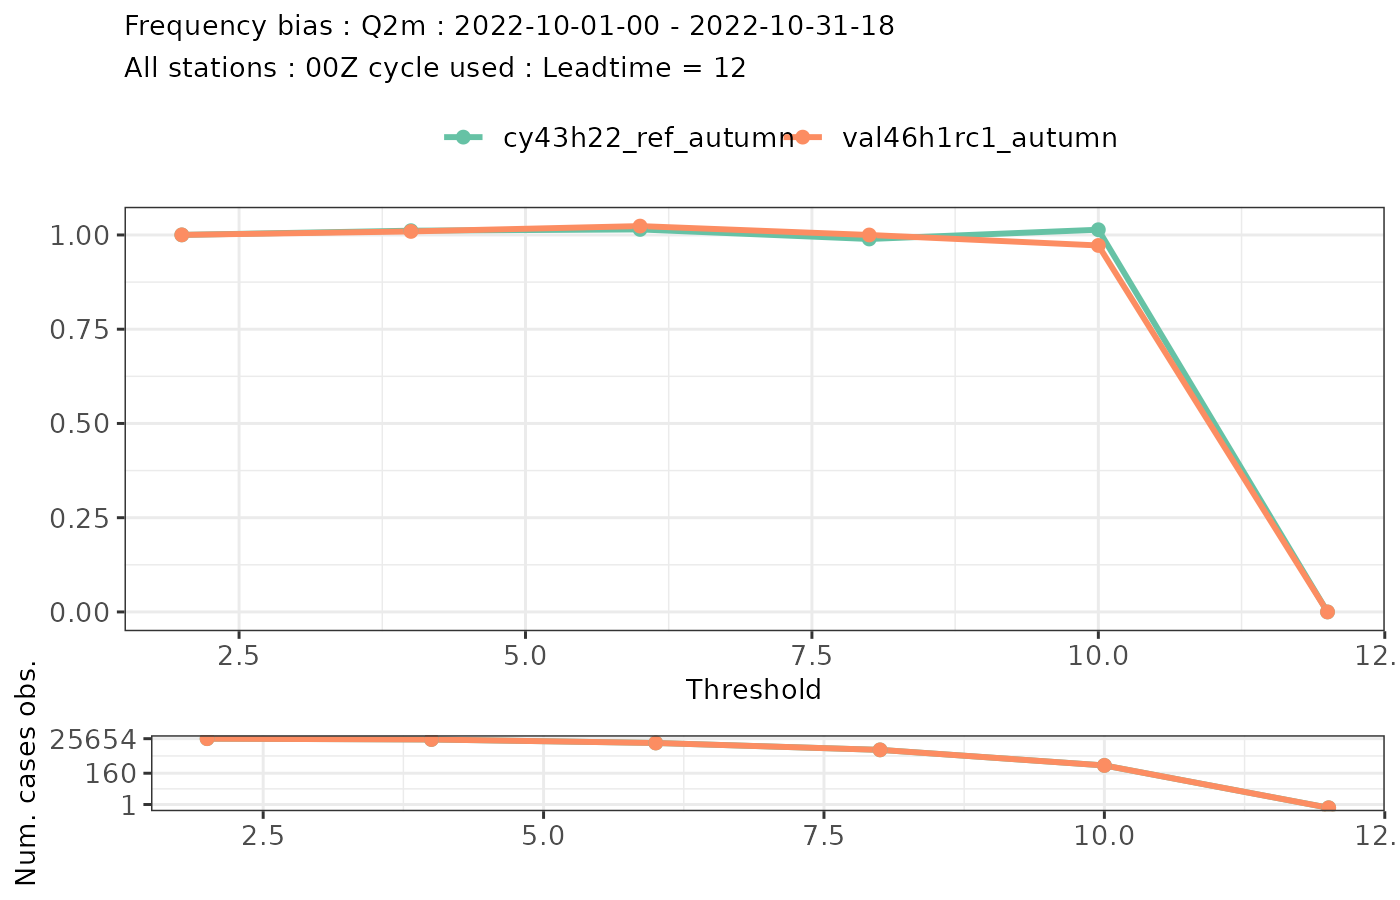 Frequency bias : Q2m : 2022-10-01-00 - 2022-10-31-18
All stations : 00Z cycle used : Leadtime = 12
cy43h22_ref_autumn val46h1rc1_autumn
1.00
0.75
0.50
0.25
0.00
2.5 5.0 7.5 10.0 12.
Threshold
Num. cases obs.
25654
160
1
2.5 5.0 7.5 10.0 12.